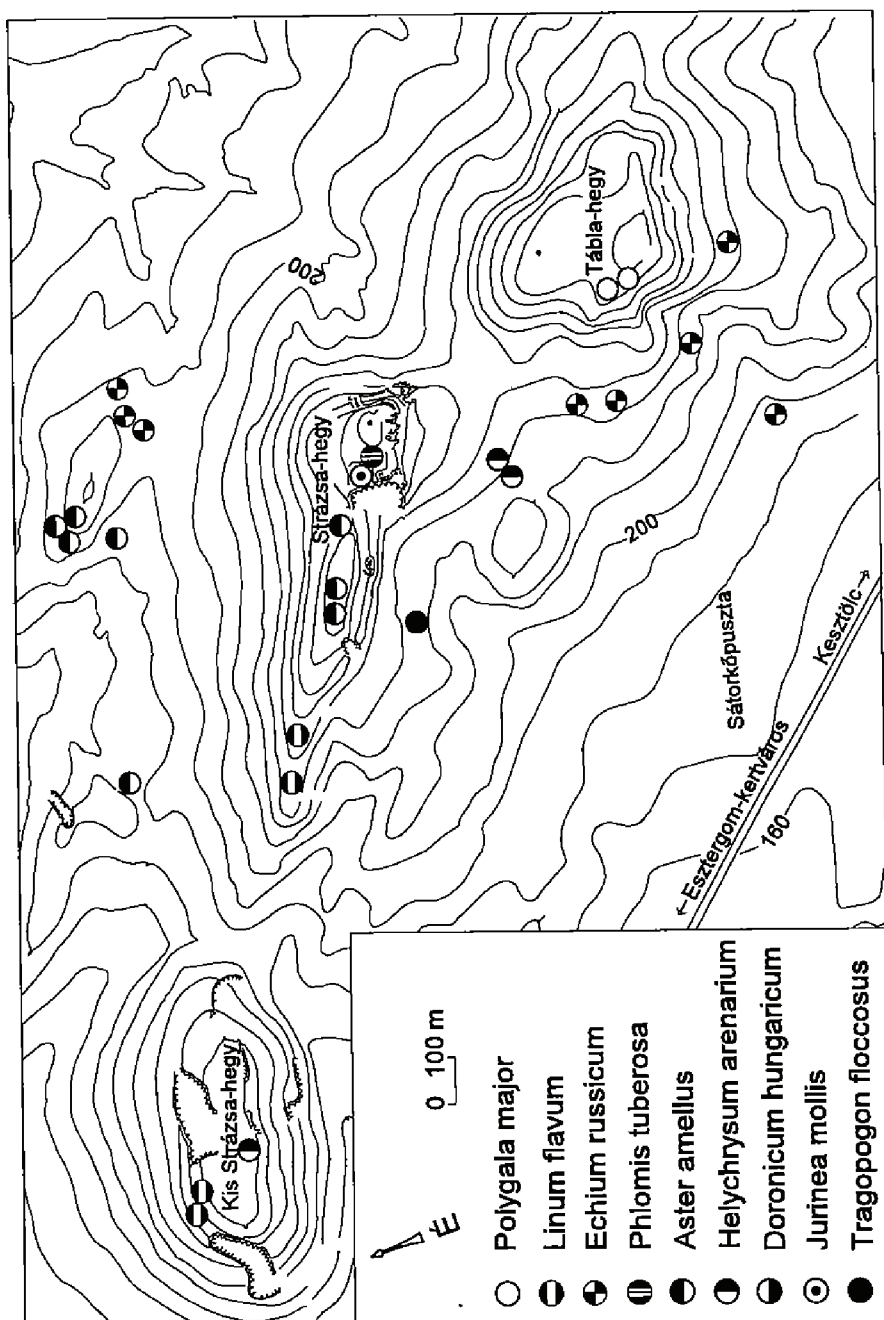 Kis Strázsa-hegy
Strázsa-hegy
200
Tábla-hegy
200
Sátorkőpuszta
←Esztergom-kertváros
Kesztölc→
160
É
0 100 m
Polygala major
Linum flavum
Echium russicum
Phlomis tuberosa
Aster amellus
Helychrysum arenarium
Doronicum hungaricum
Jurinea mollis
Tragopogon floccosus